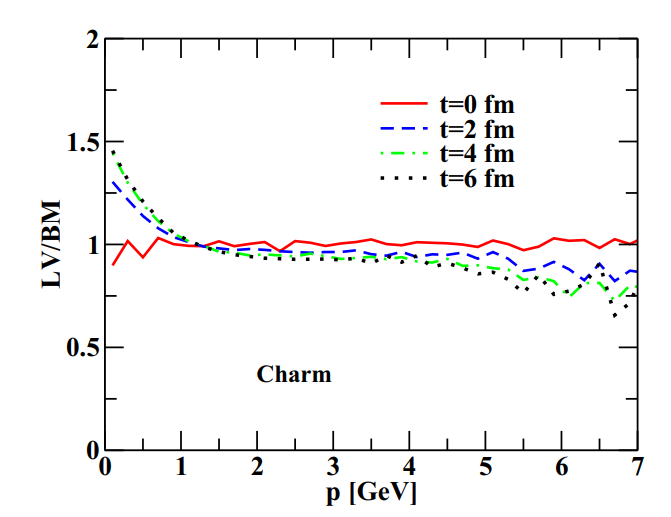 2
1.5
1
0.5
0
LV/BM
t=0 fm
t=2 fm
t=4 fm
t=6 fm
Charm
0 1 2 3 4 5 6 7
p [GeV]